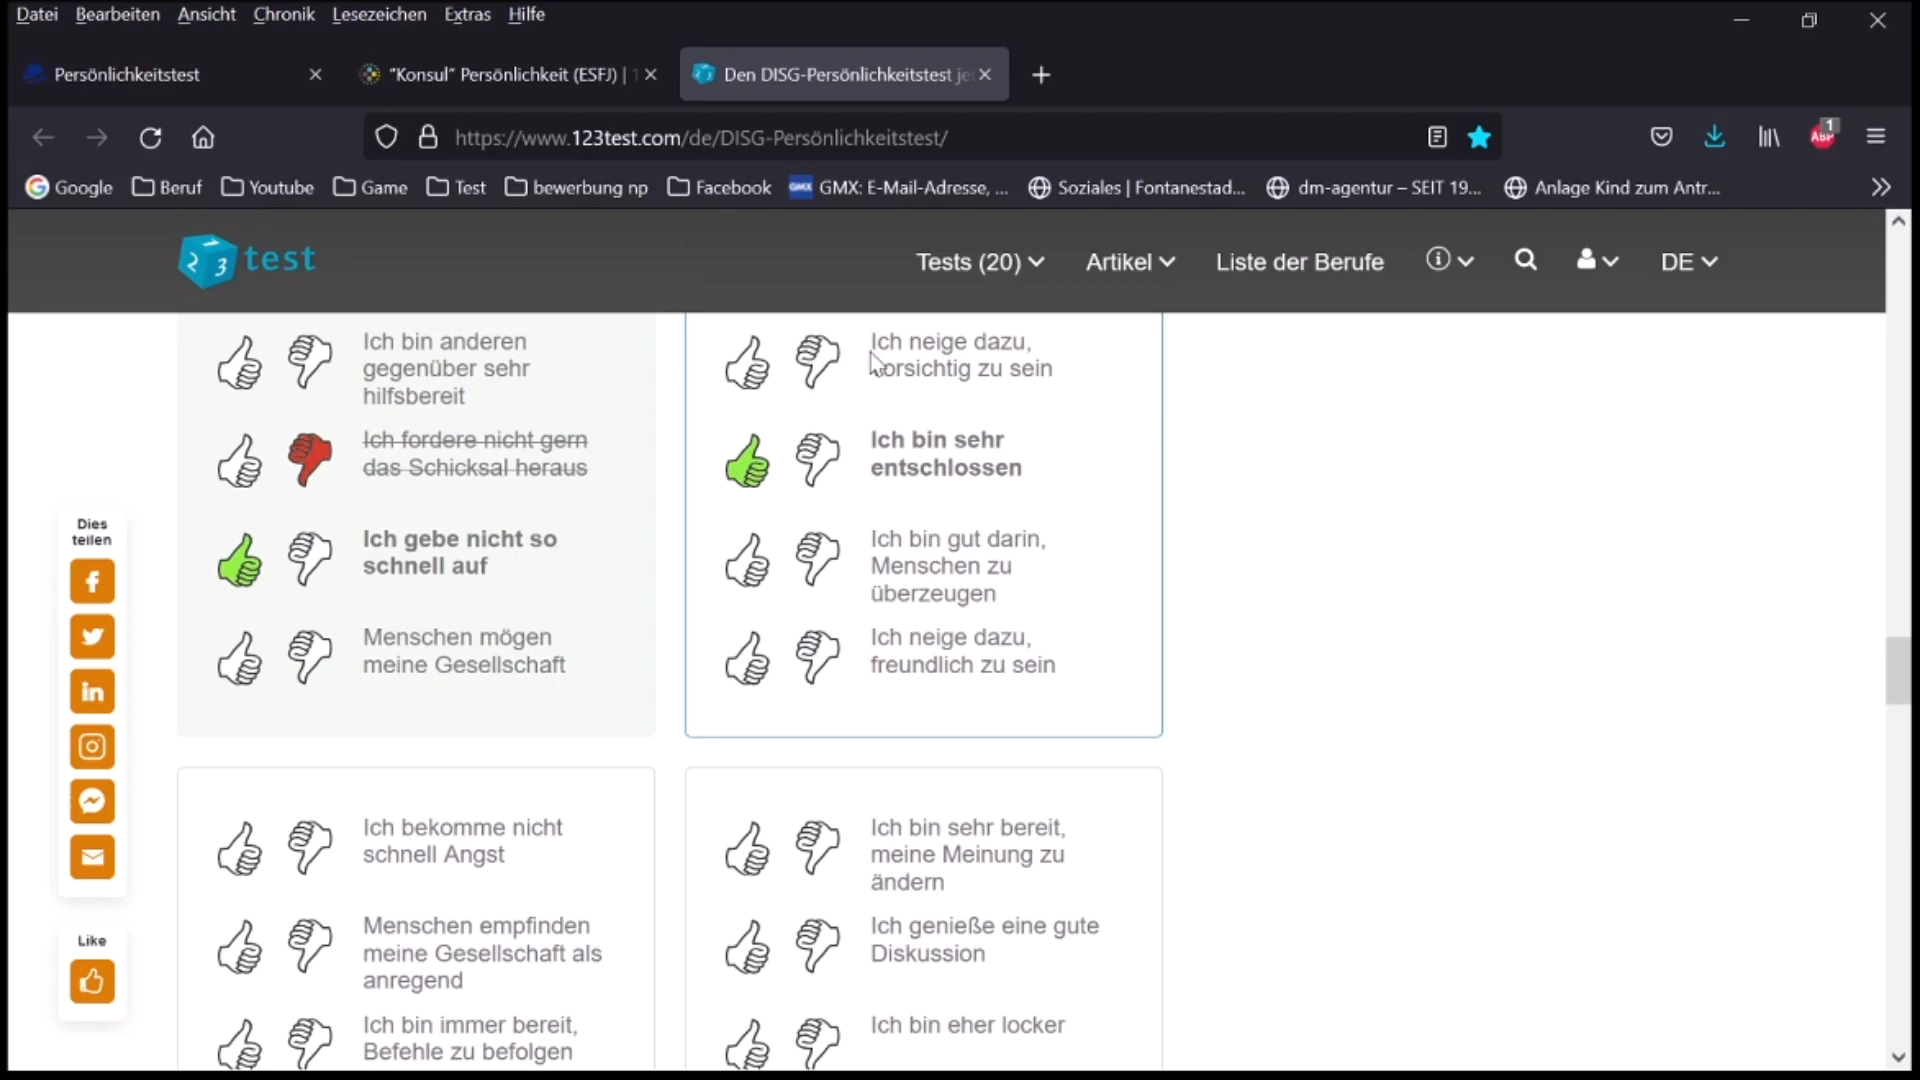 Datei Bearbeiten Ansicht Chronik Lesezeichen Extras Hilfe
Persönlichkeitstest
"Konsul" Persönlichkeit (ESFJ) | 1
Den DISG-Persönlichkeitstest je
https://www.123test.com/de/DISG-Persönlichkeitstest/
ABP
1
Google Beruf Youtube Game Test bewerbung np Facebook GMX GMX: E-Mail-Adresse, ... Soziales | Fontanestad... dm-agentur – SEIT 19... Anlage Kind zum Antr...
123 test
Tests (20) Artikel Liste der Berufe DE
Ich bin anderen
gegenüber sehr
hilfsbereit
Ich fordere nicht gern
das Schicksal heraus
Ich gebe nicht so
schnell auf
Menschen mögen
meine Gesellschaft
Ich neige dazu,
vorsichtig zu sein
Ich bin sehr
entschlossen
Ich bin gut darin,
Menschen zu
überzeugen
Ich neige dazu,
freundlich zu sein
Dies
teilen
Like
Ich bekomme nicht
schnell Angst
Menschen empfinden
meine Gesellschaft als
anregend
Ich bin immer bereit,
Befehle zu befolgen
Ich bin sehr bereit,
meine Meinung zu
ändern
Ich genieße eine gute
Diskussion
Ich bin eher locker